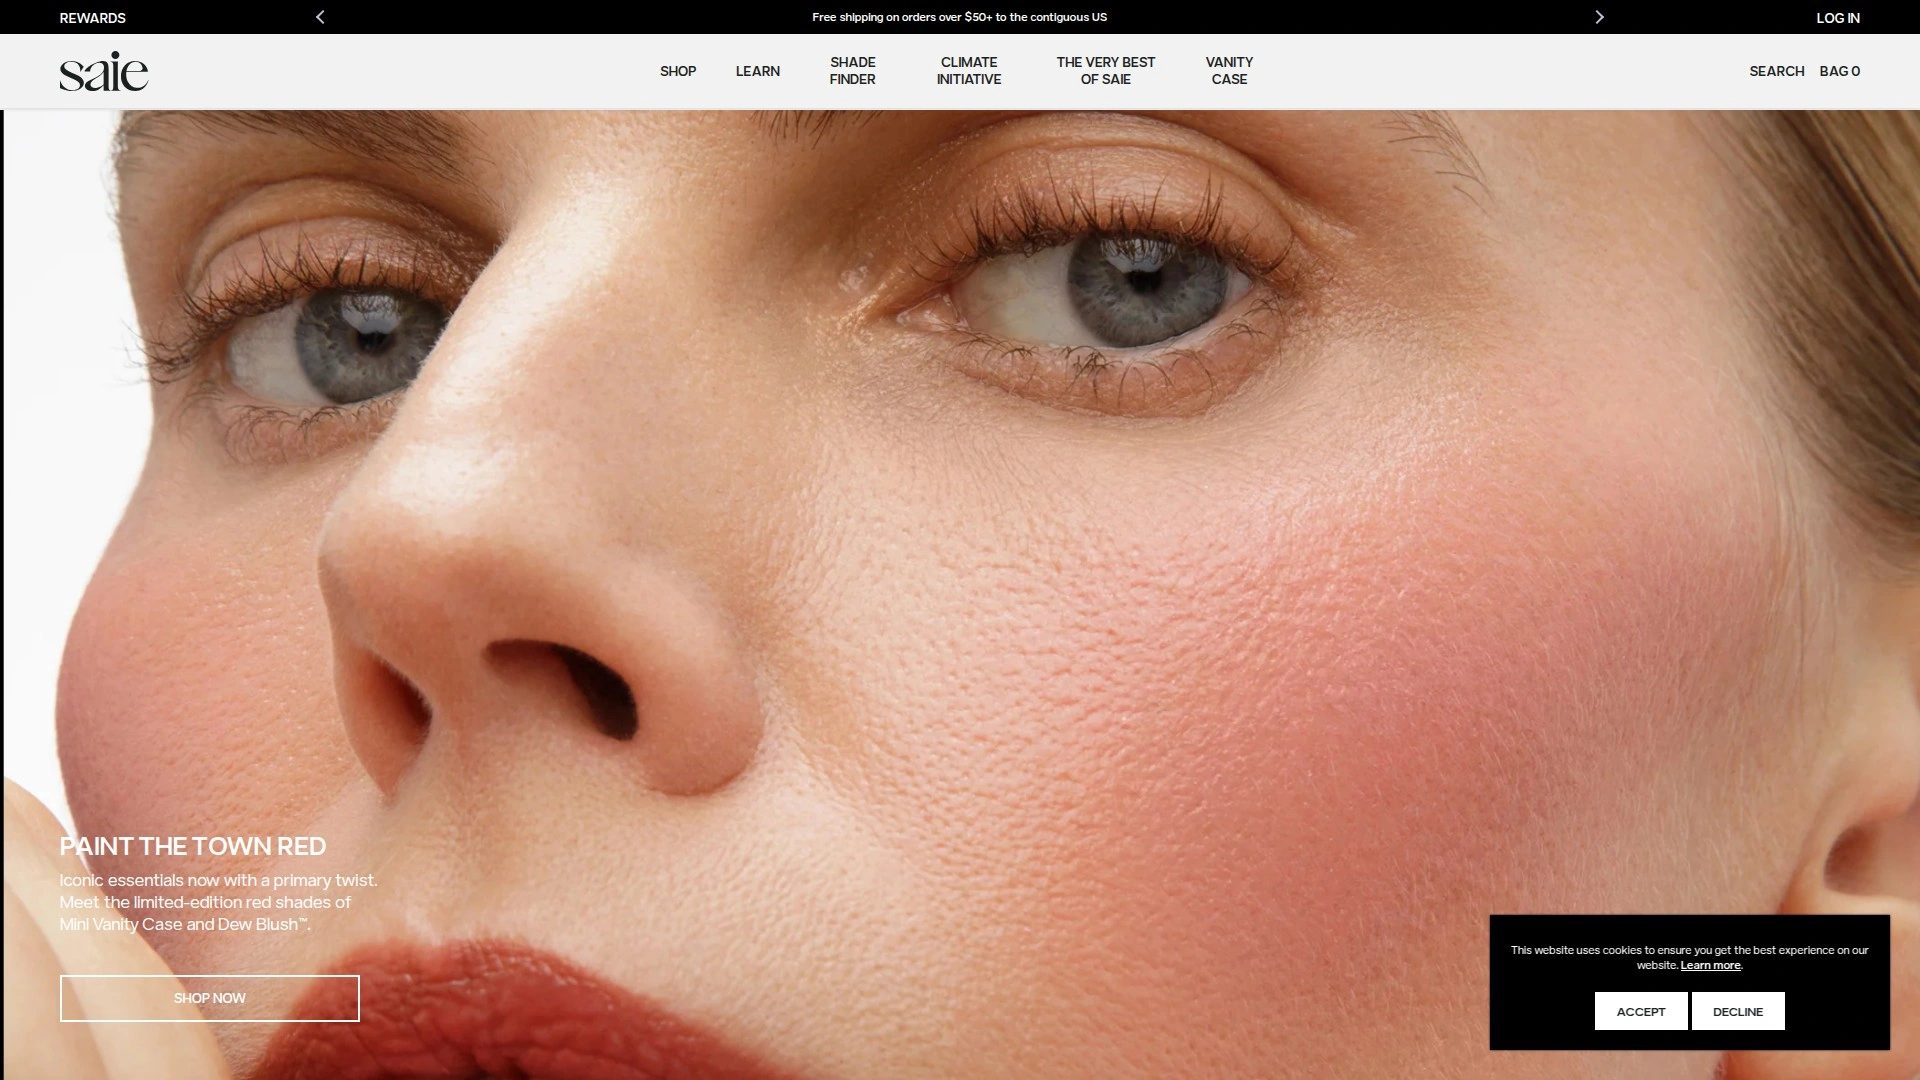 REWARDS
Free shipping on orders over $50+ to the contiguous US
LOG IN
saie
SHOP
LEARN
SHADE
FINDER
CLIMATE
INITIATIVE
THE VERY BEST
OF SAIE
VANITY
CASE
SEARCH
BAG 0
PAINT THE TOWN RED
Iconic essentials now with a primary twist.
Meet the limited-edition red shades of
Mini Vanity Case and Dew Blush™.
SHOP NOW
This website uses cookies to ensure you get the best experience on our
website. Learn more.
ACCEPT
DECLINE